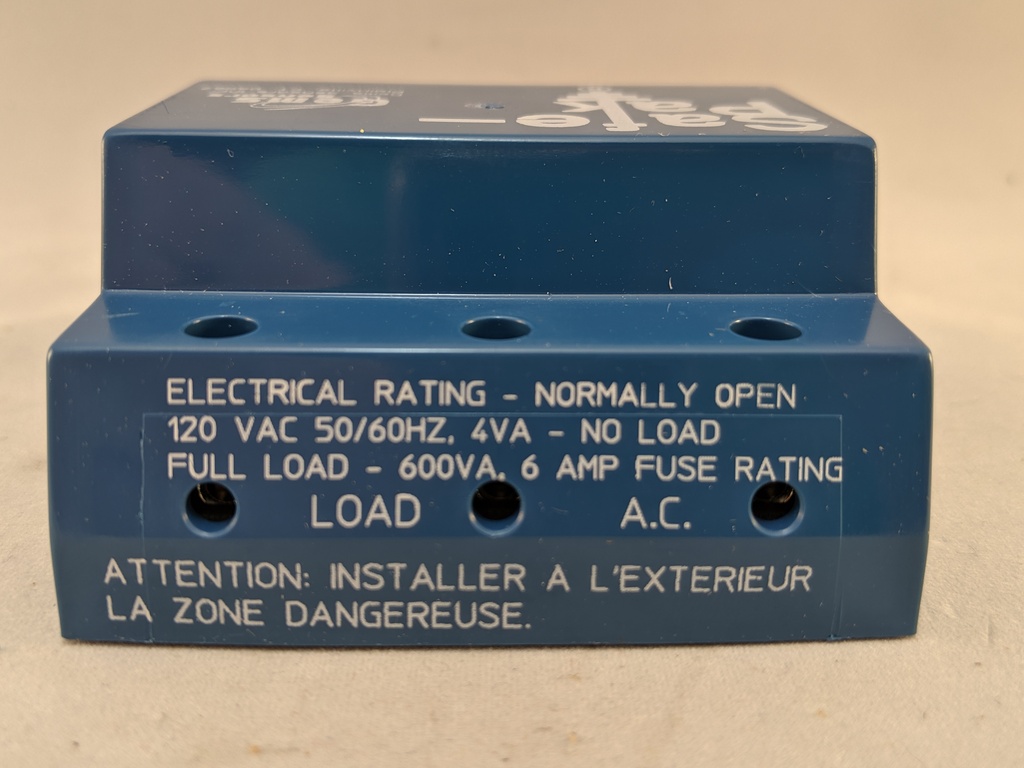 ELECTRICAL RATING - NORMALLY OPEN
120 VAC 50/60HZ, 4VA - NO LOAD
FULL LOAD - 600VA, 6 AMP FUSE RATING
LOAD A.C.
ATTENTION: INSTALLER A L'EXTERIEUR
LA ZONE DANGEREUSE.